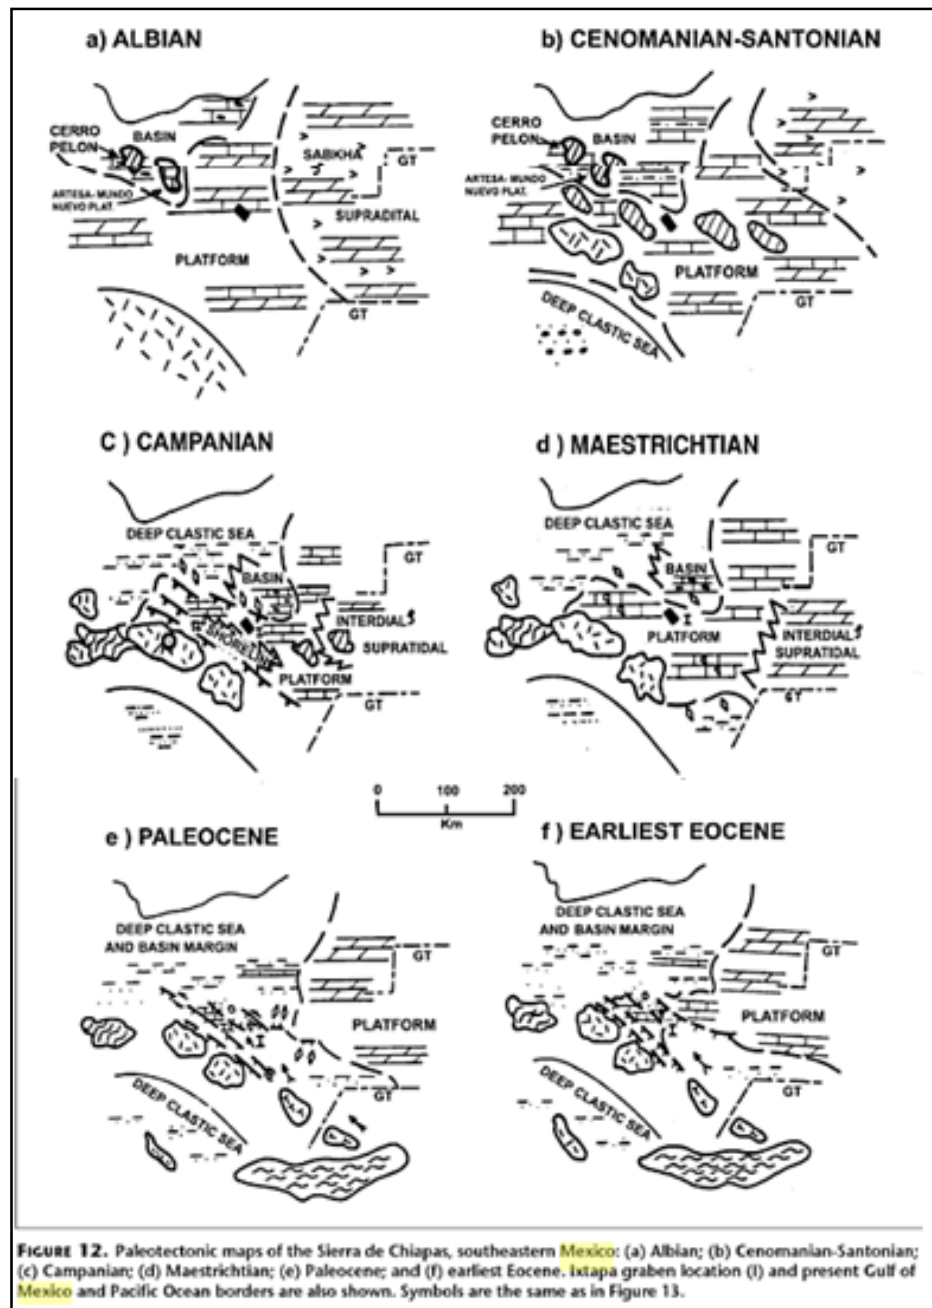 a) ALBIAN
CERRO
PELON
BASIN
ARTESA-MUNDO
NUEVO PLAT.
SABKHA
GT
SUPRADITAL
PLATFORM
GT
b) CENOMANIAN-SANTONIAN
CERRO
PELON
BASIN
ARTESA-MUNDO
NUEVO PLAT.
GT
PLATFORM
GT
DEEP CLASTIC SEA
C ) CAMPANIAN
DEEP CLASTIC SEA
GT
BASIN
INTERDIAL
SHORELINE
SUPRATIDAL
PLATFORM
GT
d ) MAESTRICHTIAN
DEEP CLASTIC SEA
GT
BASIN
I
PLATFORM
INTERDIAL
SUPRATIDAL
GT
0 100 200
Km
e ) PALEOCENE
DEEP CLASTIC SEA
AND BASIN MARGIN
GT
I
PLATFORM
GT
DEEP CLASTIC SEA
f ) EARLIEST EOCENE
DEEP CLASTIC SEA
AND BASIN MARGIN
GT
I
PLATFORM
GT
DEEP CLASTIC SEA
FIGURE 12. Paleotectonic maps of the Sierra de Chiapas, southeastern Mexico: (a) Albian; (b) Cenomanian-Santonian;
(c) Campanian; (d) Maestrichtian; (e) Paleocene; and (f) earliest Eocene. Ixtapa graben location (I) and present Gulf of
Mexico and Pacific Ocean borders are also shown. Symbols are the same as in Figure 13.